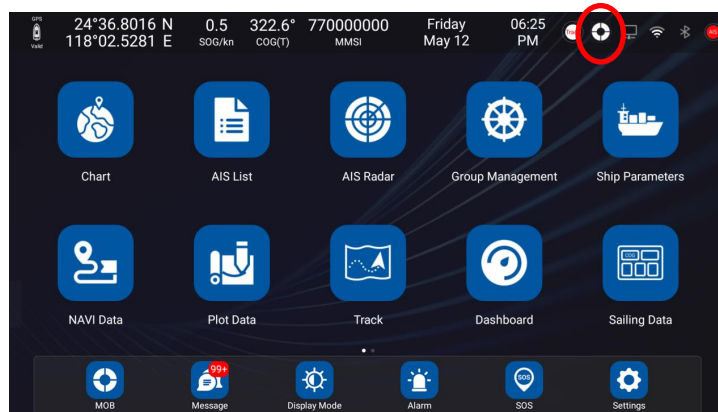 GPS
Valid
24°36.8016 N
118°02.5281 E
0.5
SOG/kn
322.6°
COG(T)
770000000
MMSI
Friday
May 12
06:25
PM
AIS
Chart
AIS List
AIS Radar
Group Management
Ship Parameters
COG
NAVI Data
Plot Data
Track
Dashboard
Sailing Data
99+
SOS
MOB
Message
Display Mode
Alarm
SOS
Settings